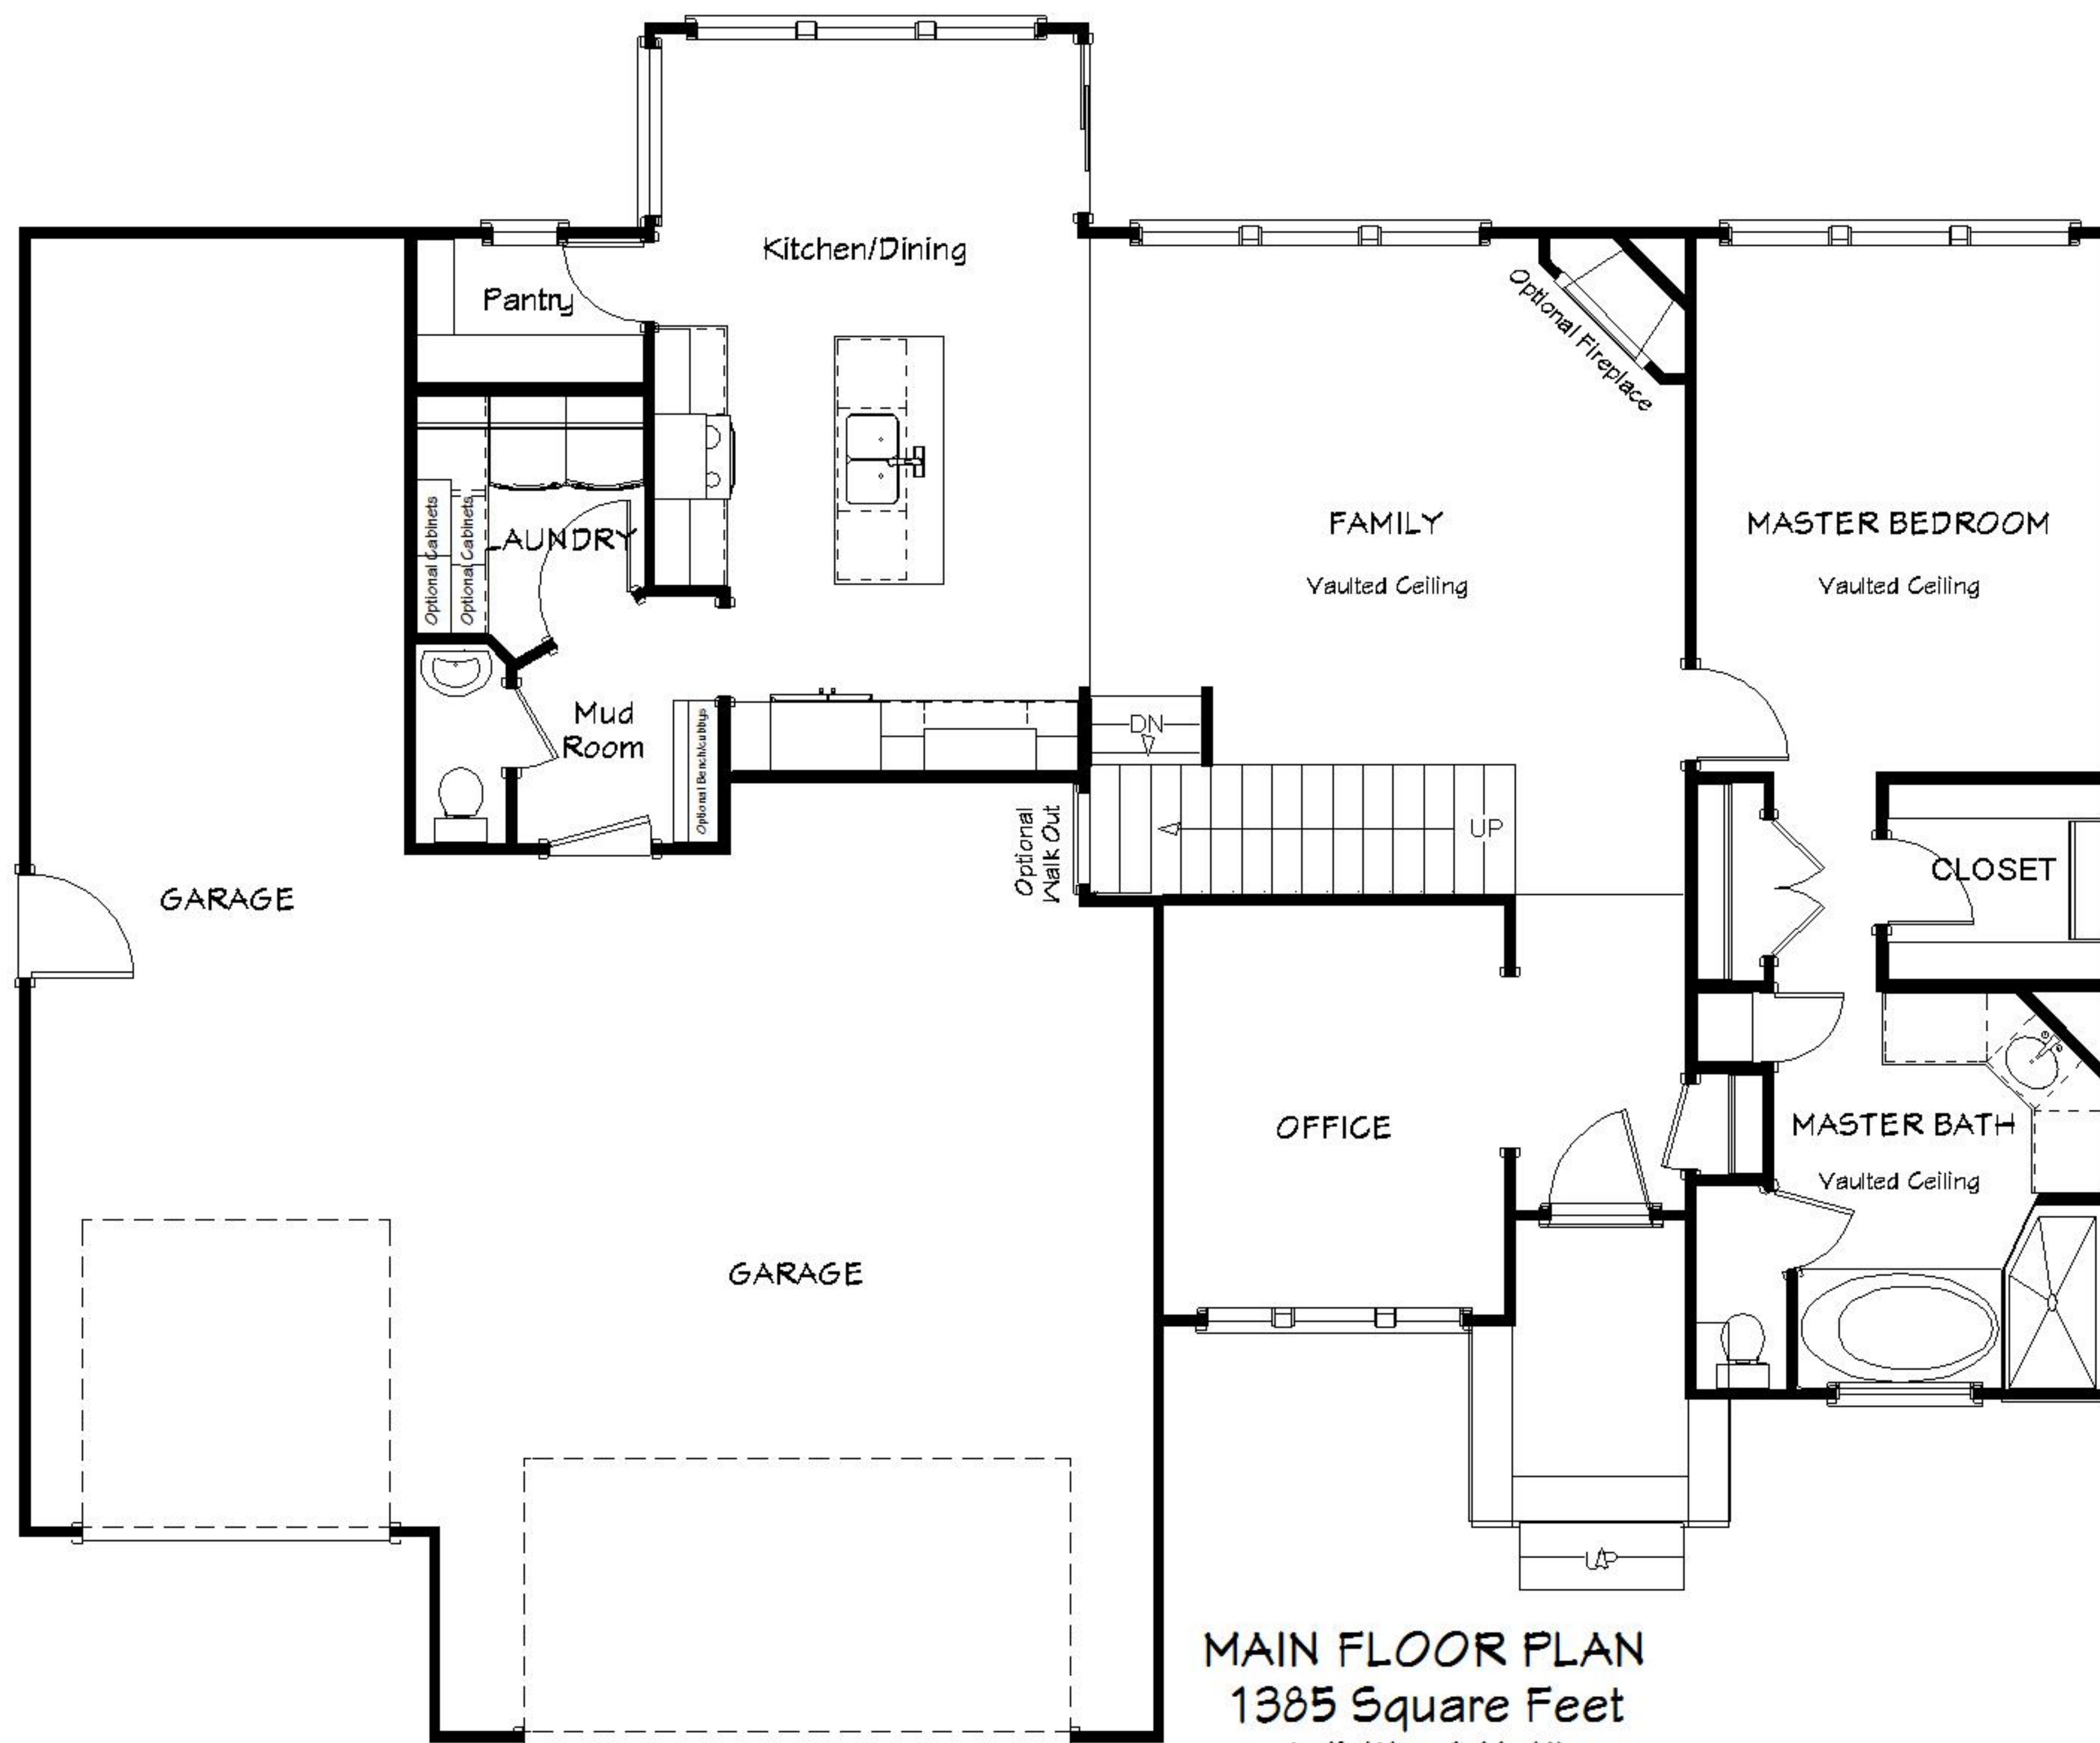 Kitchen/Dining
Pantry
Optional Fireplace
Optional Cabinets
Optional Cabinets
LAUNDRY
FAMILY
Vaulted Ceiling
MASTER BEDROOM
Vaulted Ceiling
Mud
Room
Optional Bench/cubbys
DN
Optional
Walk Out
UP
CLOSET
GARAGE
OFFICE
MASTER BATH
Vaulted Ceiling
GARAGE
UP
MAIN FLOOR PLAN
1385 Square Feet